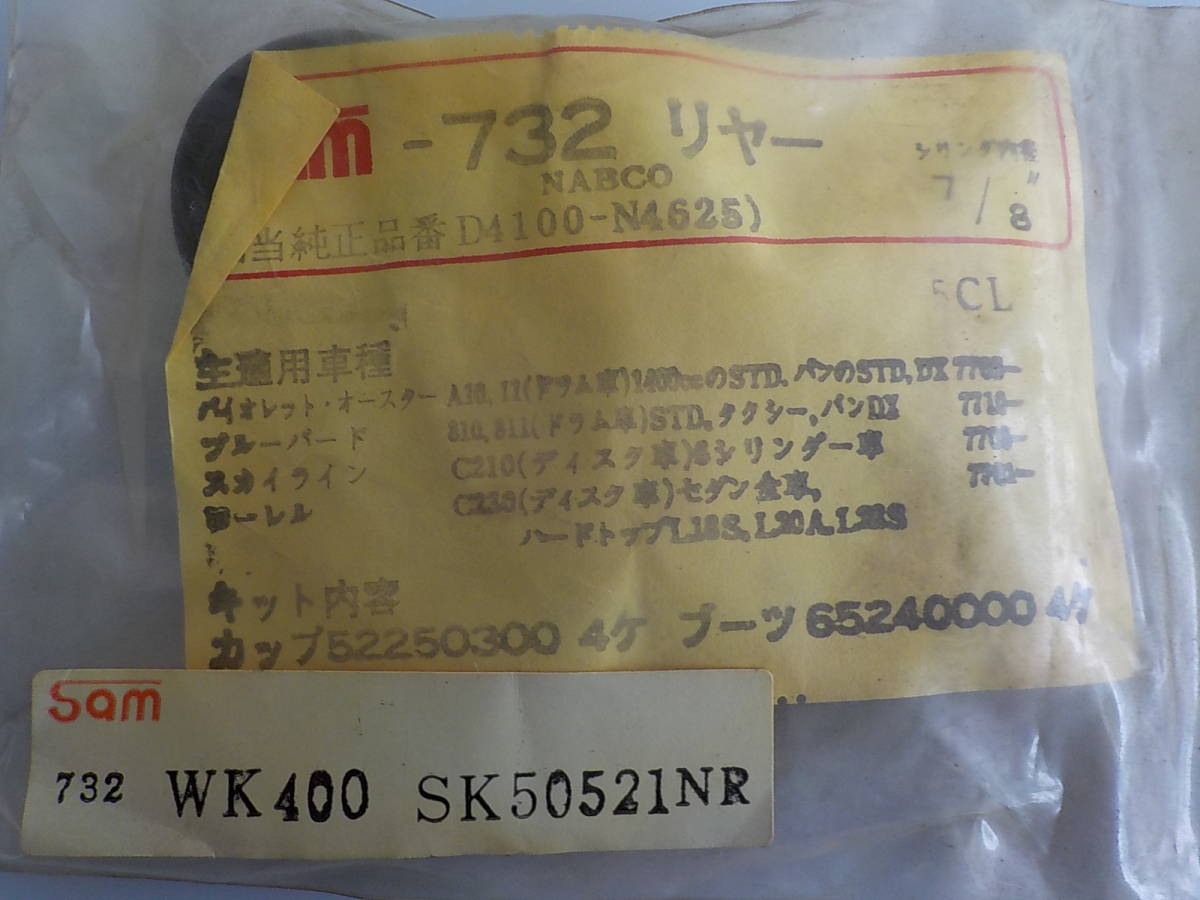 -732 リヤー
NABCO
シリンダ内径
7/8"
当純正品番 D4100-N4625)
5CL
主適用車種
バイオレット・オースター A10, 11(ドラム車)1400ccのSTD. バンのSTD, DX
ブルーバード 810, 811(ドラム車)STD, タクシー, バンDX
スカイライン C210(ディスク車)6シリンダー車
ローレル C230(ディスク車)セダン全車,
ハードトップL18S, L20A, L28S
キット内容
カップ52250300 4ケ ブーツ65240000 4ケ
Sam
732 WK400 SK50521NR